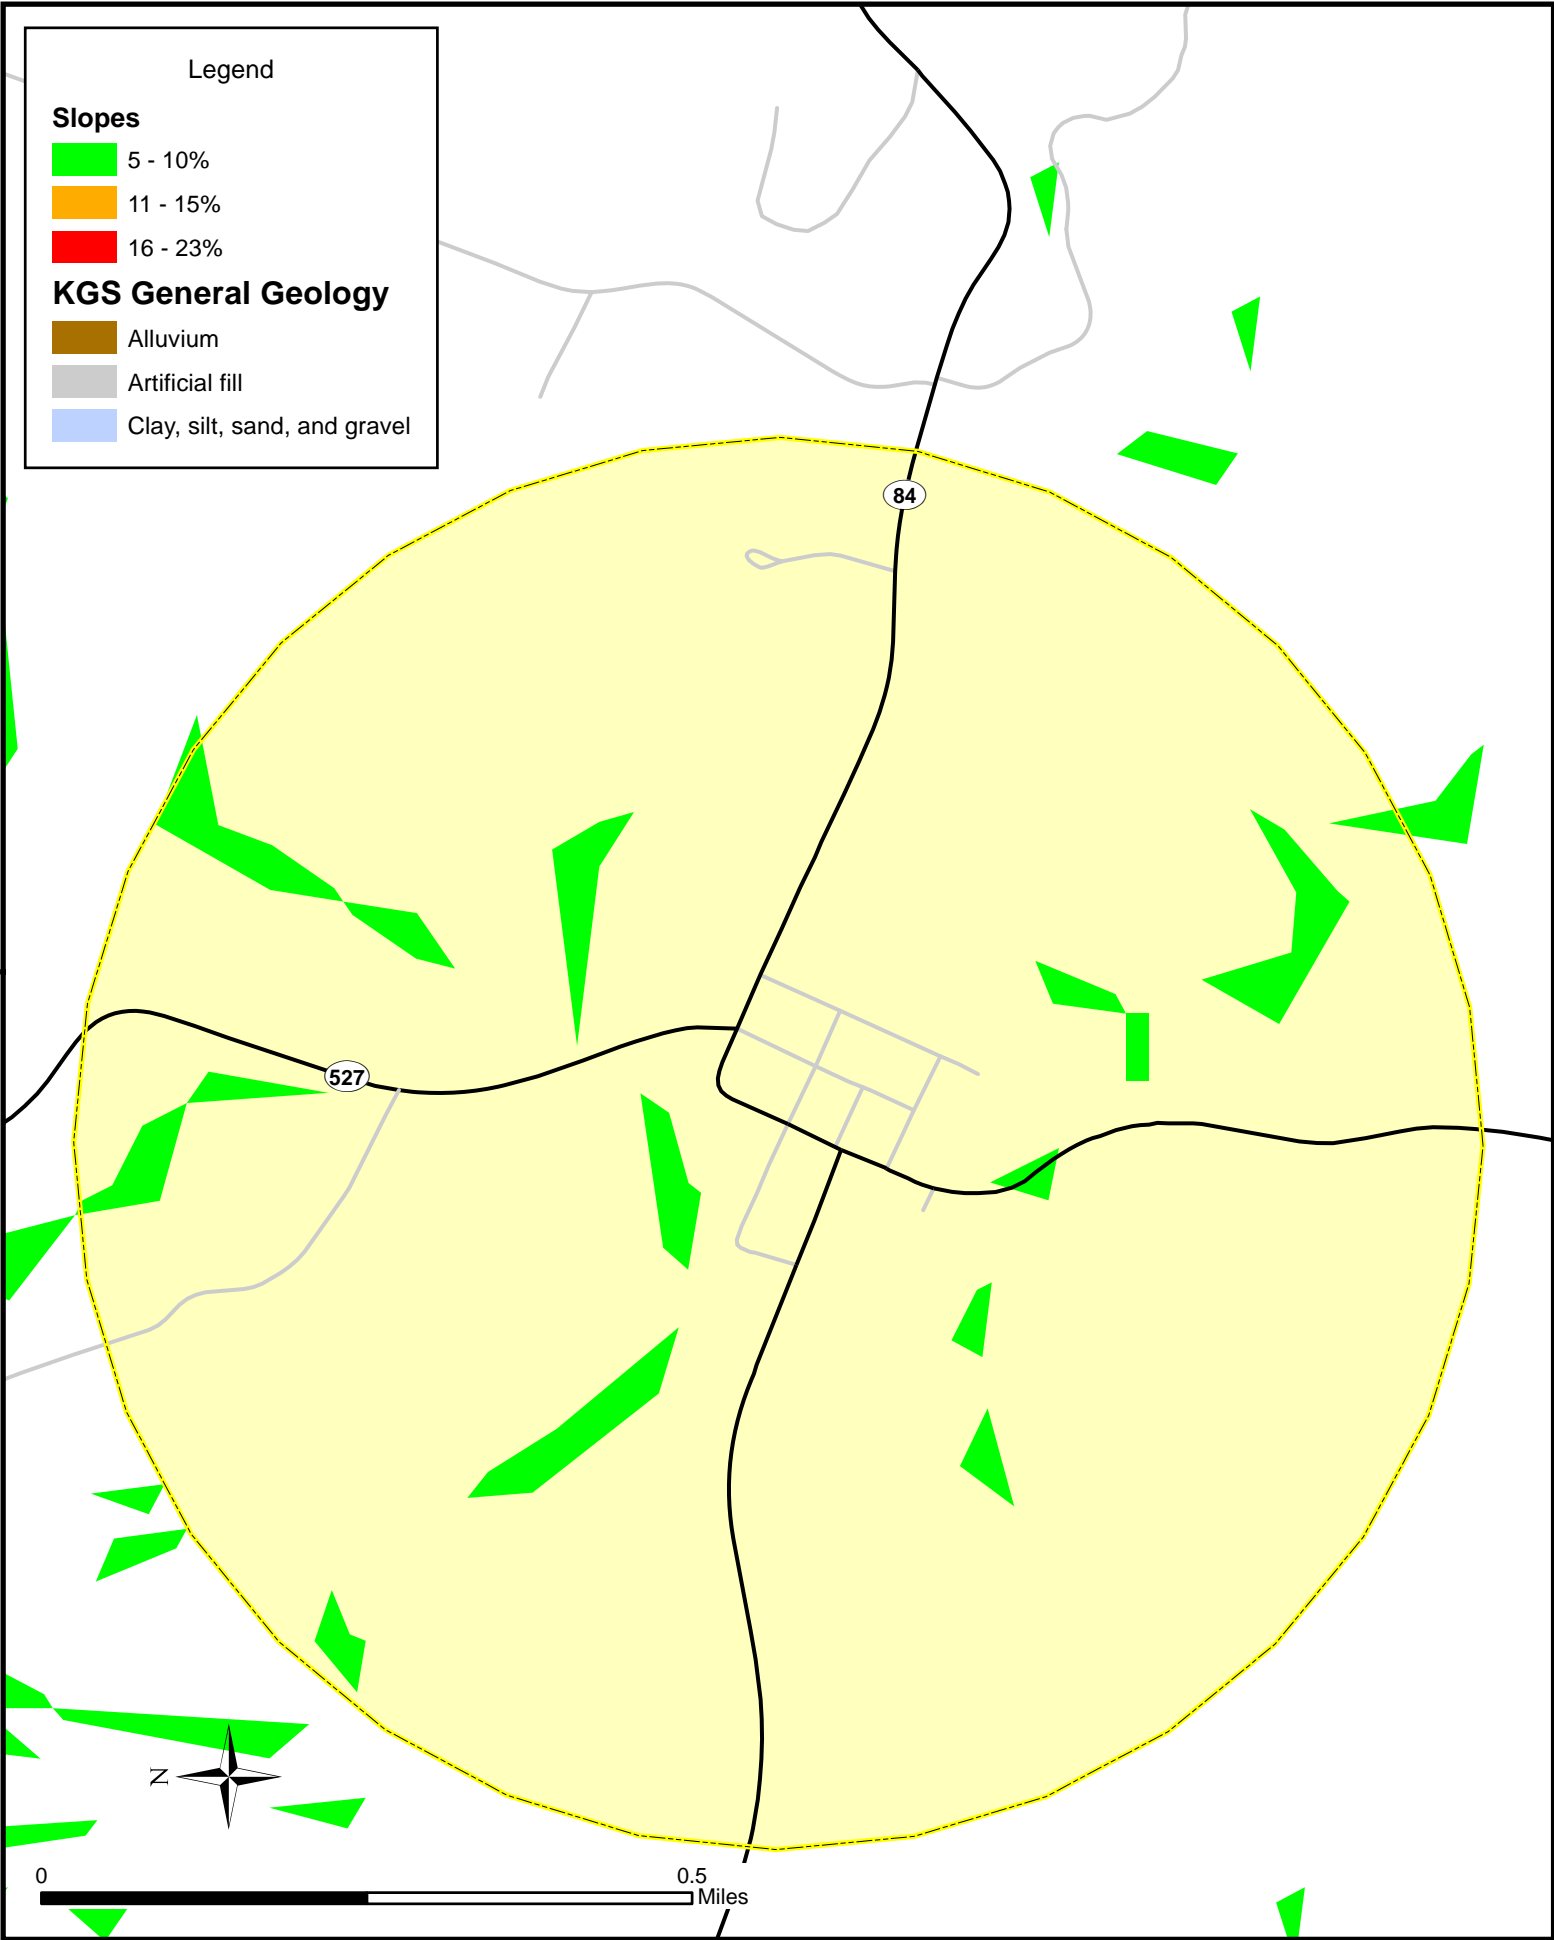 Legend
Slopes
5 - 10%
11 - 15%
16 - 23%
KGS General Geology
Alluvium
Artificial fill
Clay, silt, sand, and gravel
84
527
N
0 0.5
Miles